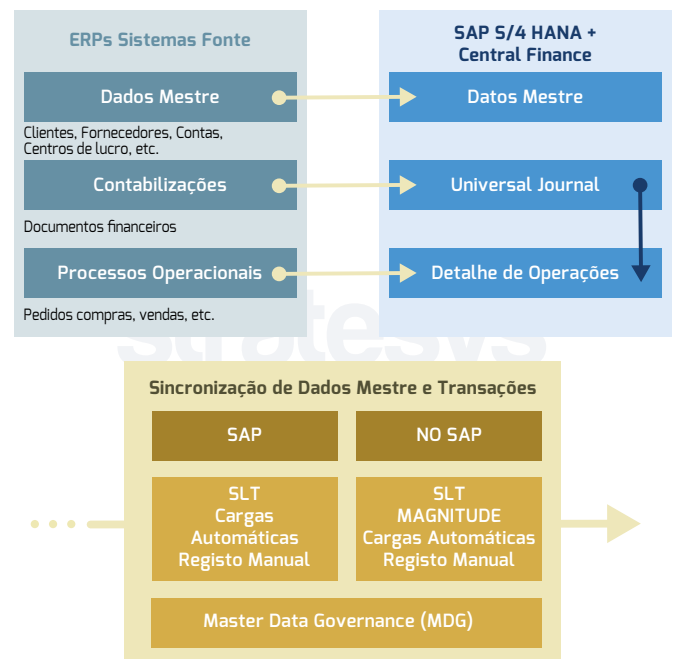 ERPs Sistemas Fonte
Dados Mestre
Clientes, Fornecedores, Contas,
Centros de lucro, etc.
Contabilizações
Documentos financeiros
Processos Operacionais
Pedidos compras, vendas, etc.
SAP S/4 HANA +
Central Finance
Datos Mestre
Universal Journal
Detalhe de Operações
stratesys
Sincronização de Dados Mestre e Transações
SAP
NO SAP
SLT
Cargas
Automáticas
Registo Manual
SLT
MAGNITUDE
Cargas Automáticas
Registo Manual
Master Data Governance (MDG)